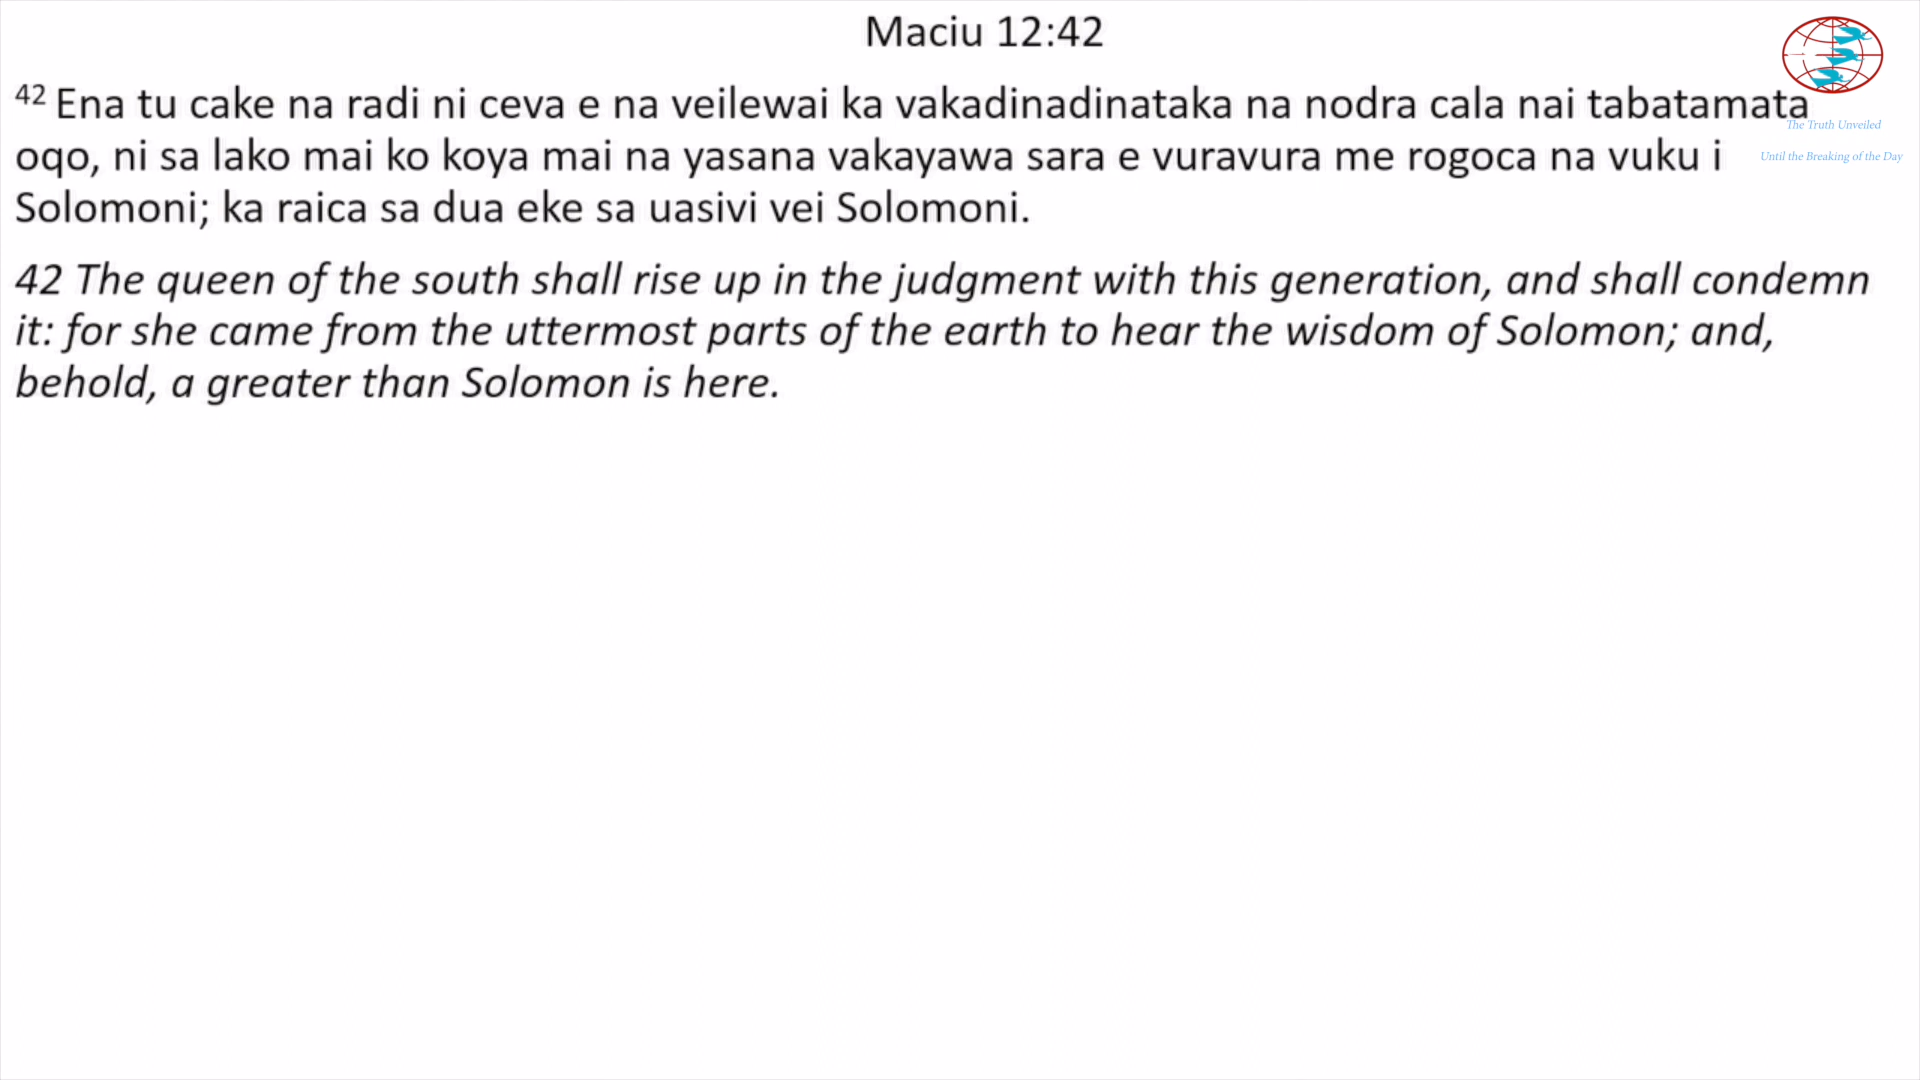 Maciu 12:42
42 Ena tu cake na radi ni ceva e na veilewai ka vakadinadinataka na nodra cala nai tabatamata
The Truth Unveiled
oqo, ni sa lako mai ko koya mai na yasana vakayawa sara e vuravura me rogoca na vuku i
Until the Breaking of the Day
Solomoni; ka raica sa dua eke sa uasivi vei Solomoni.
42 The queen of the south shall rise up in the judgment with this generation, and shall condemn
it: for she came from the uttermost parts of the earth to hear the wisdom of Solomon; and,
behold, a greater than Solomon is here.